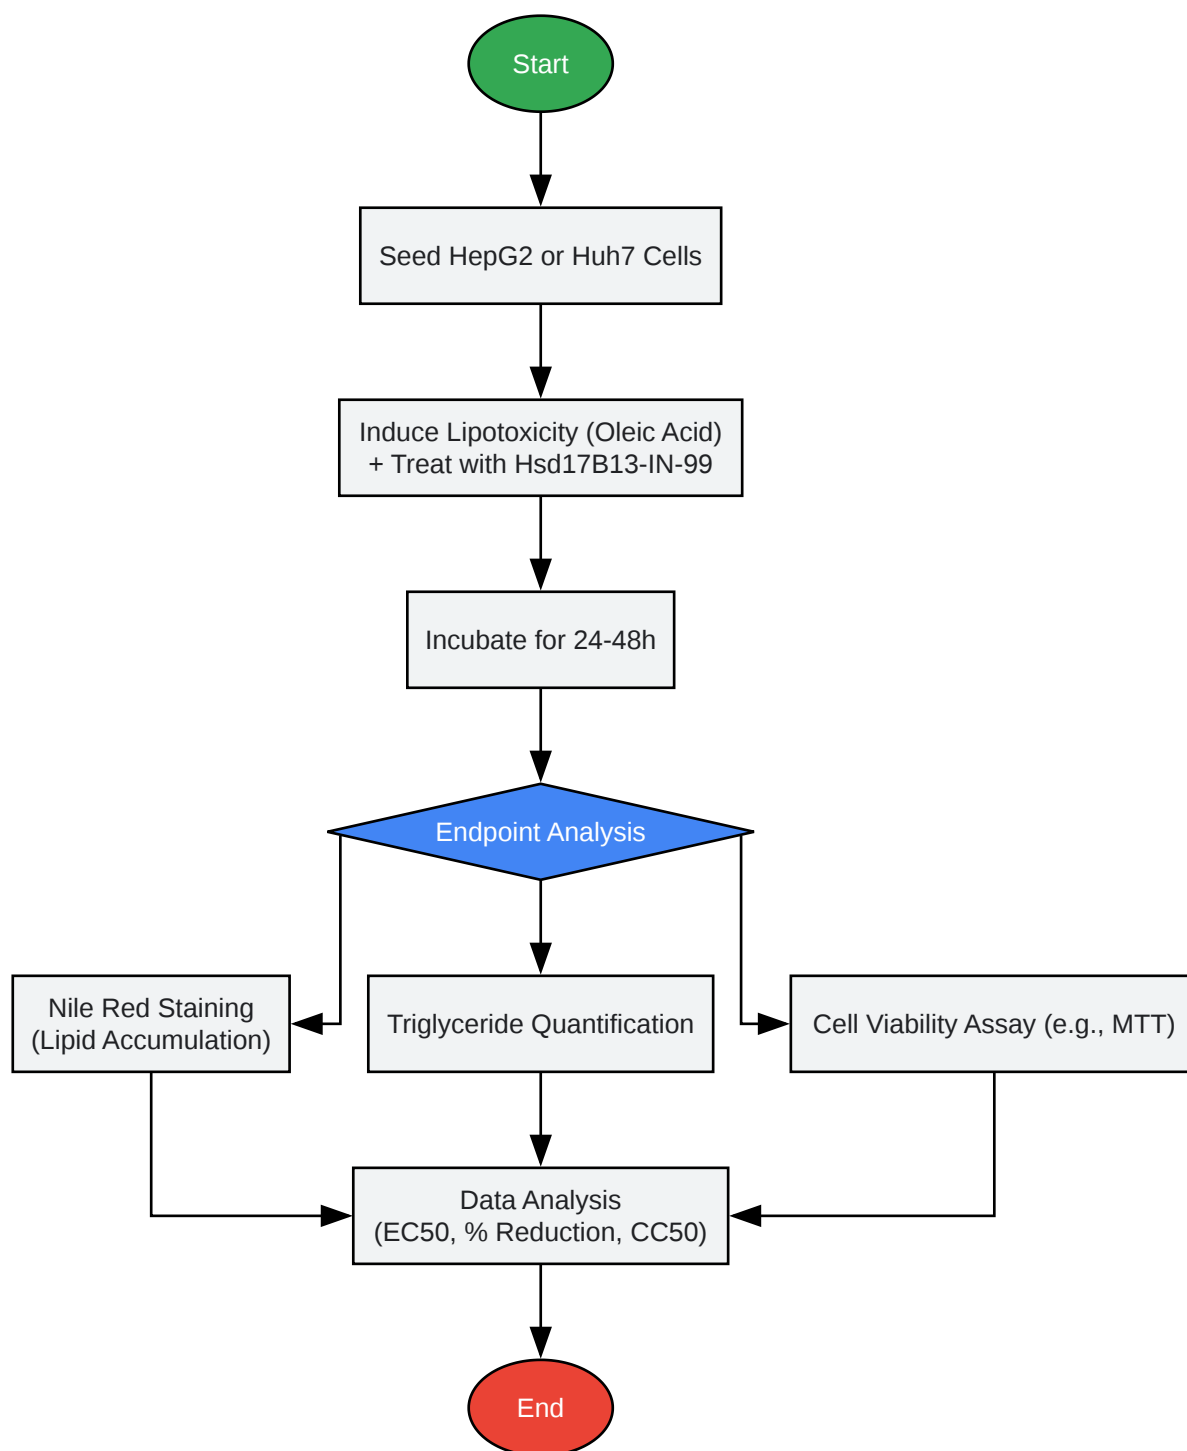 Start
Seed HepG2 or Huh7 Cells
Induce Lipotoxicity (Oleic Acid)
+ Treat with Hsd17B13-IN-99
Incubate for 24-48h
Endpoint Analysis
Nile Red Staining
(Lipid Accumulation)
Triglyceride Quantification
Cell Viability Assay (e.g., MTT)
Data Analysis
(EC50, % Reduction, CC50)
End